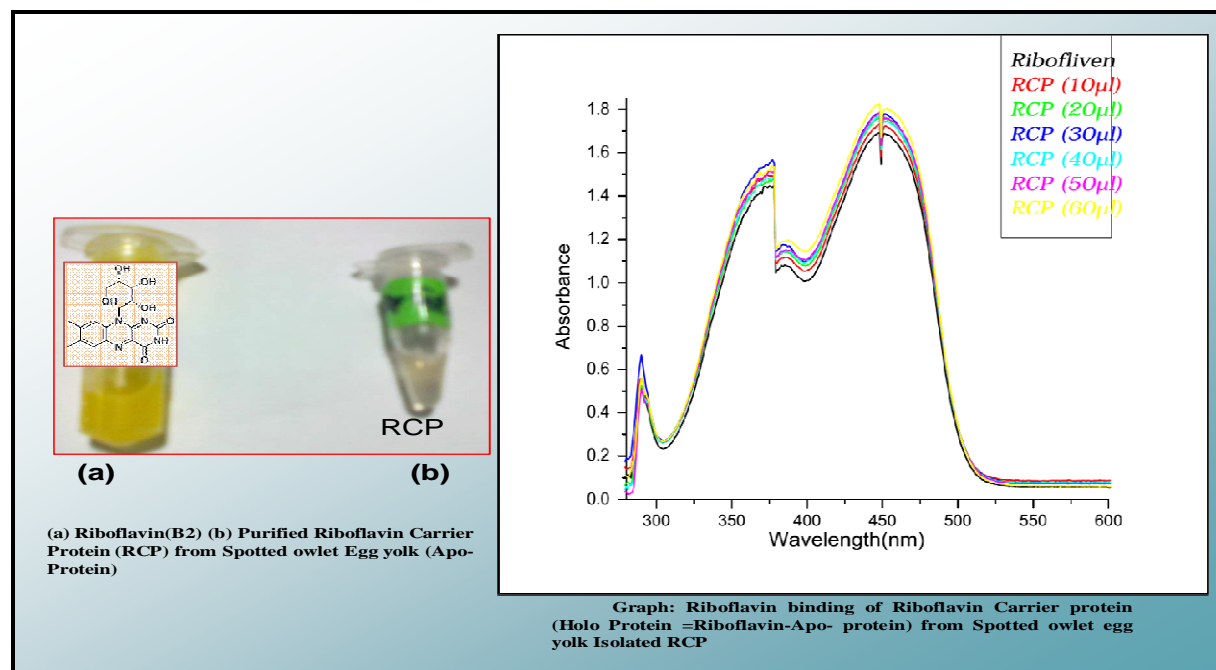 OH
OH
OH
OH
N
N
O
N
NH
O
RCP
(a)
(b)
(a) Riboflavin(B2) (b) Purified Riboflavin Carrier
Protein (RCP) from Spotted owlet Egg yolk (Apo-
Protein)
Ribofliven
RCP (10µl)
RCP (20µl)
RCP (30µl)
RCP (40µl)
RCP (50µl)
RCP (60µl)
Absorbance
1.8
1.6
1.4
1.2
1.0
0.8
0.6
0.4
0.2
0.0
300 350 400 450 500 550 600
Wavelength(nm)
Graph: Riboflavin binding of Riboflavin Carrier protein
(Holo Protein =Riboflavin-Apo- protein) from Spotted owlet egg
yolk Isolated RCP